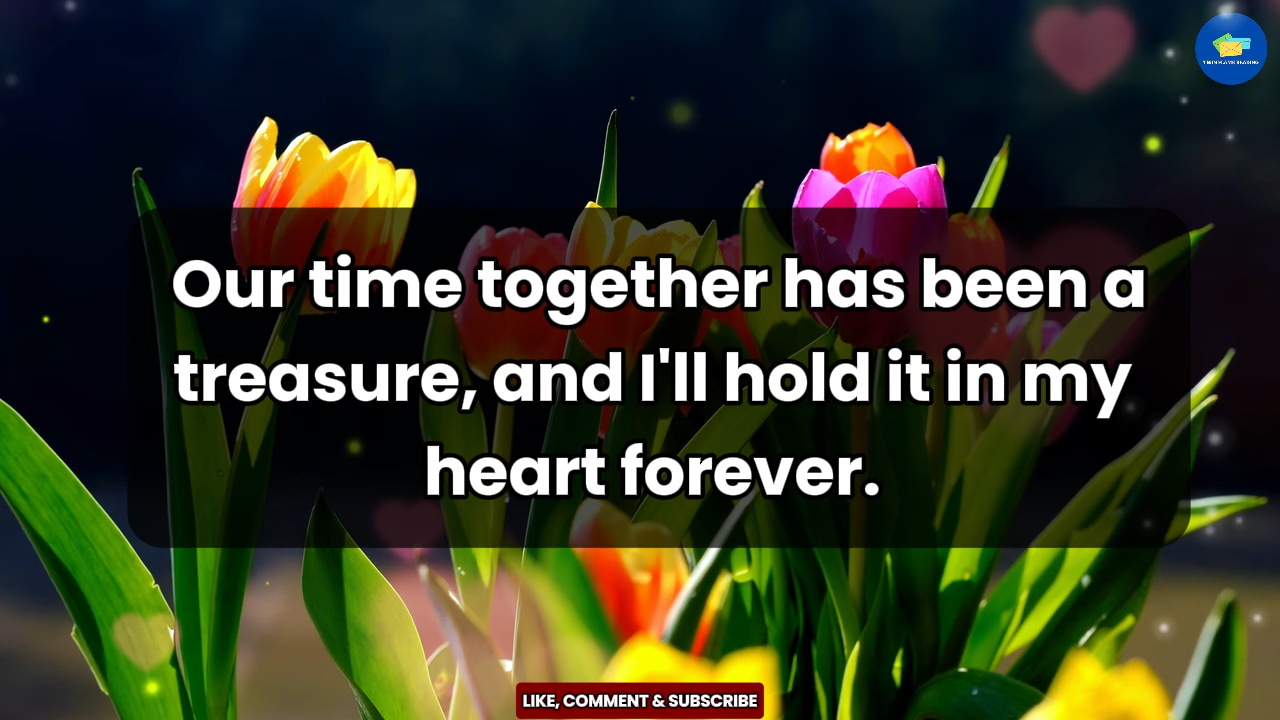 Our time together has been a
treasure, and I'll hold it in my
heart forever.
LIKE, COMMENT & SUBSCRIBE